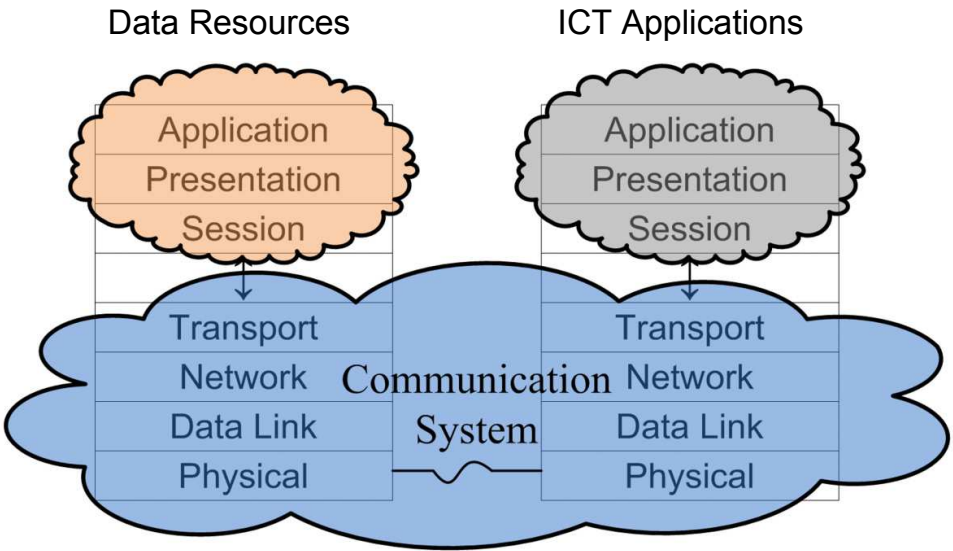 Data Resources
ICT Applications
Application
Presentation
Session
Application
Presentation
Session
Transport
Network
Data Link
Physical
Communication
System
Transport
Network
Data Link
Physical